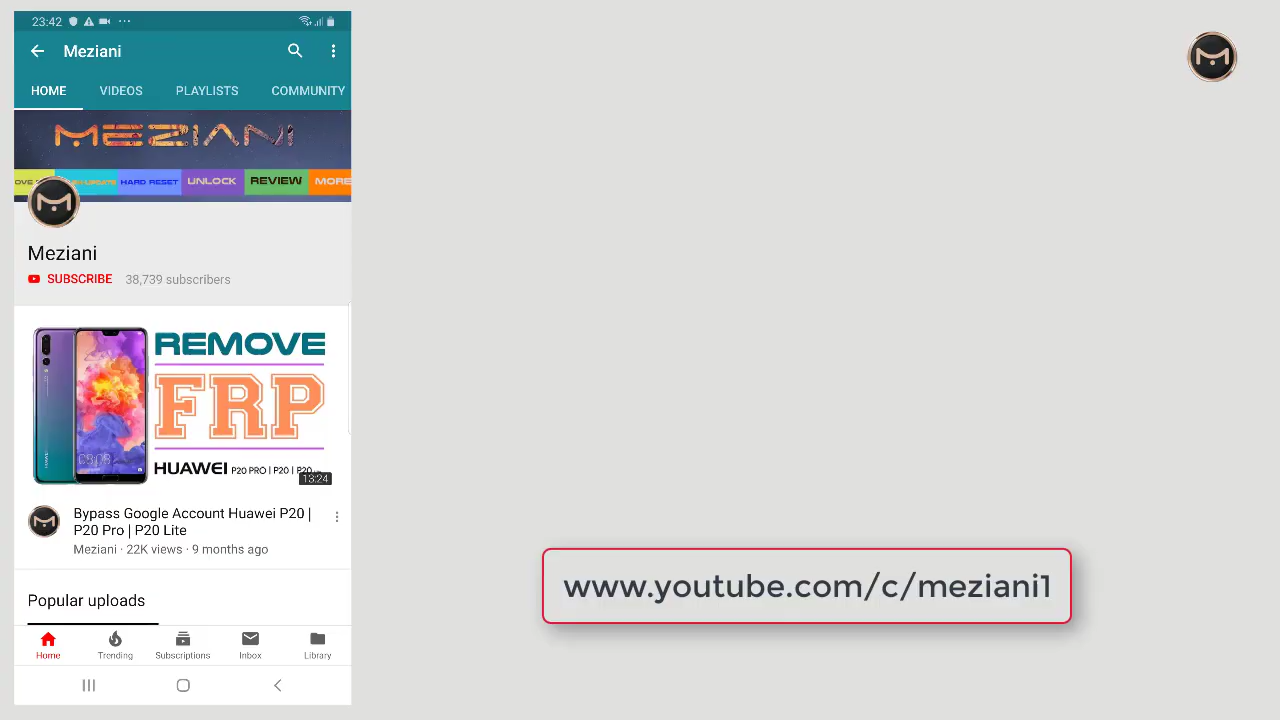 23:42
Meziani
HOME VIDEOS PLAYLISTS COMMUNITY
MEZIANI
HARD RESET UNLOCK REVIEW MORE
Meziani
SUBSCRIBE 38,739 subscribers
REMOVE
FRP
05:08
HUAWEI P20 PRO | P20 | P20...
13:24
Bypass Google Account Huawei P20 |
P20 Pro | P20 Lite
Meziani · 22K views · 9 months ago
Popular uploads
Home Trending Subscriptions Inbox Library
www.youtube.com/c/meziani1